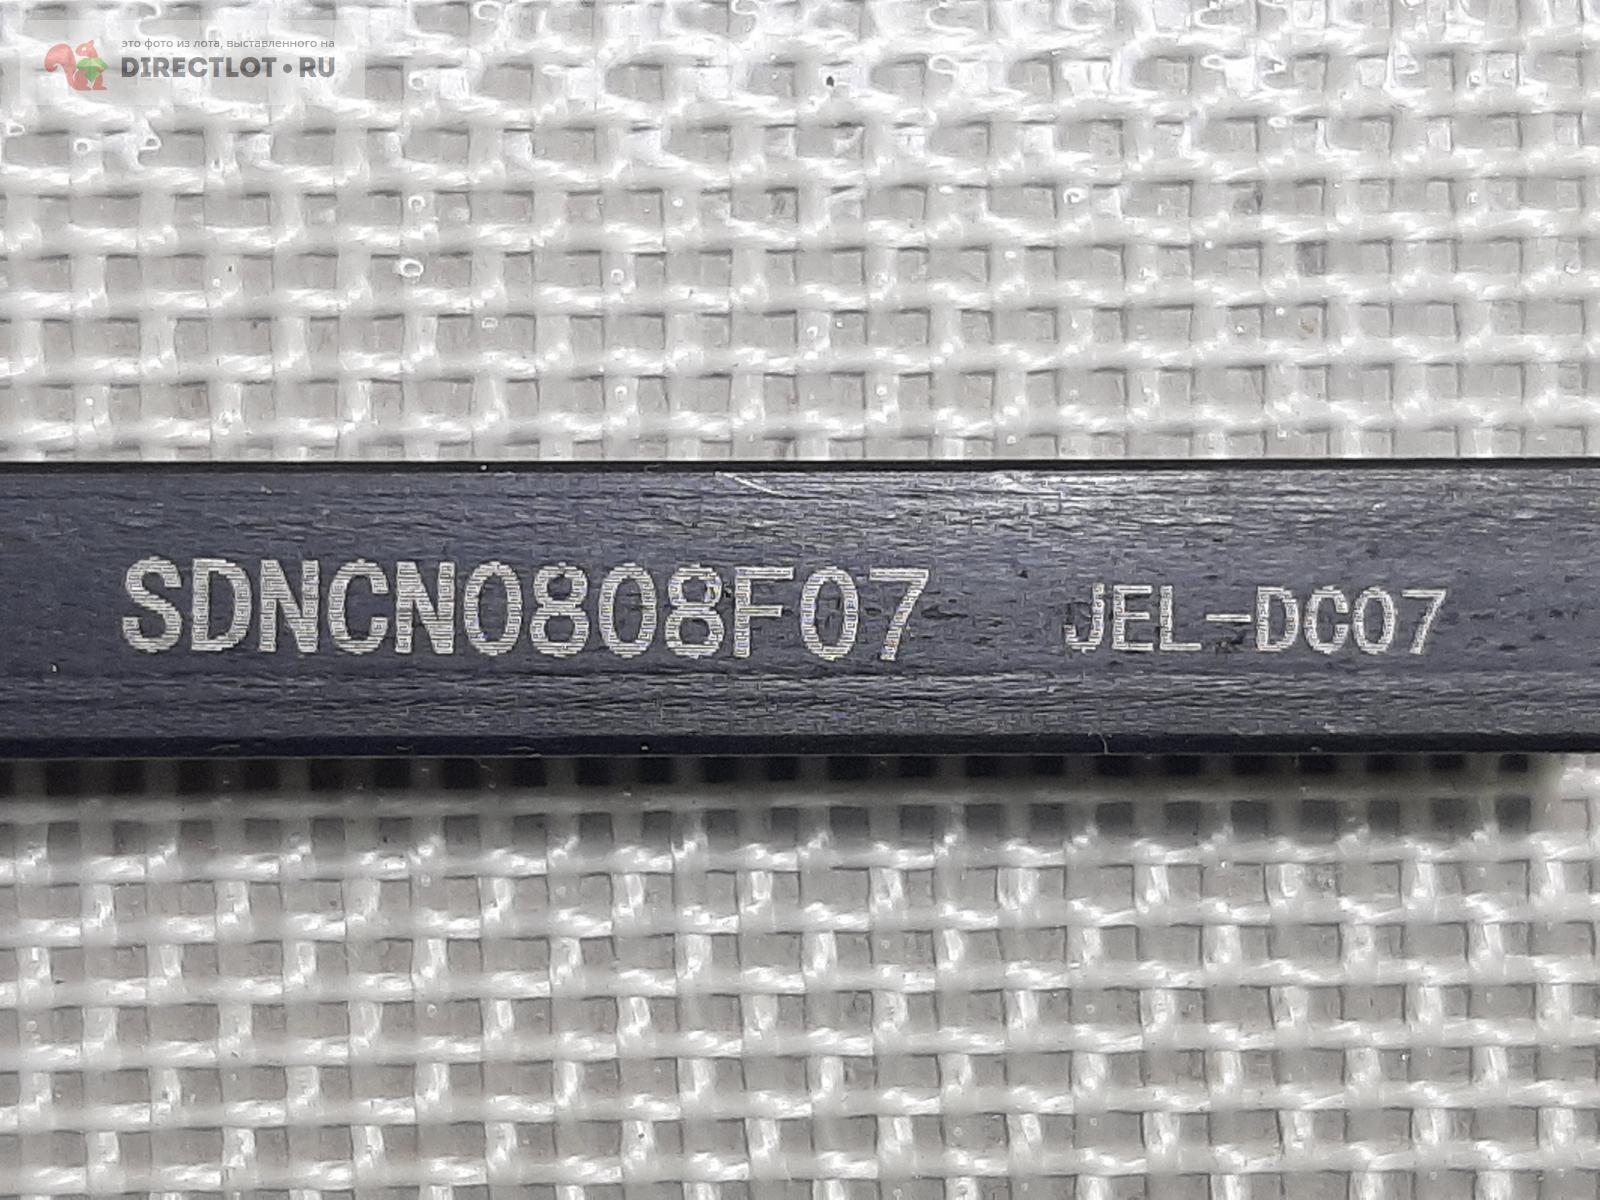 это фото из лота, выставленного на
DIRECTLOT•RU
SDNCN0808F07 JEL-DC07